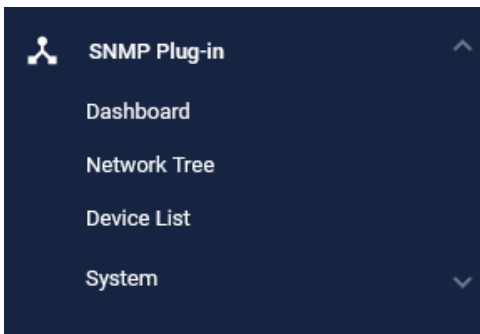 SNMP Plug-in
Dashboard
Network Tree
Device List
System